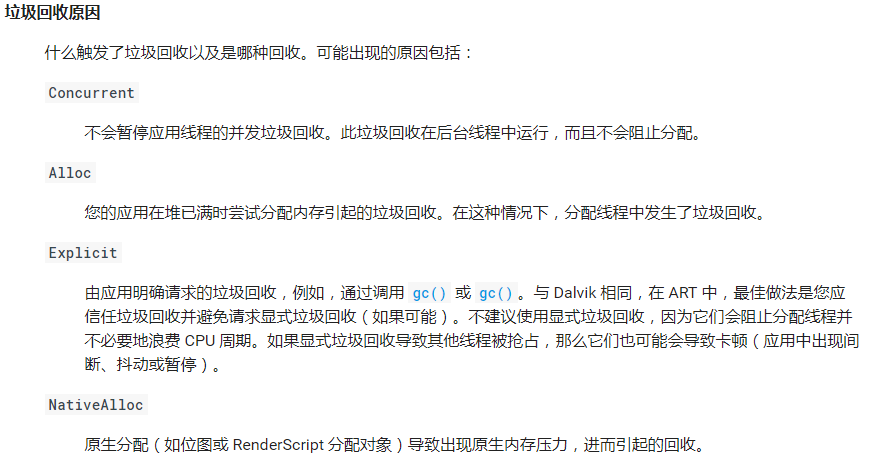 垃圾回收原因
什么触发了垃圾回收以及是哪种回收。可能出现的原因包括：
Concurrent
不会暂停应用线程的并发垃圾回收。此垃圾回收在后台线程中运行，而且不会阻止分配。
Alloc
您的应用在堆已满时尝试分配内存引起的垃圾回收。在这种情况下，分配线程中发生了垃圾回收。
Explicit
由应用明确请求的垃圾回收，例如，通过调用 gc() 或 gc()。与 Dalvik 相同，在 ART 中，最佳做法是您应
信任垃圾回收并避免请求显式垃圾回收（如果可能）。不建议使用显式垃圾回收，因为它们会阻止分配线程并
不必要地浪费 CPU 周期。如果显式垃圾回收导致其他线程被抢占，那么它们也可能会导致卡顿（应用中出现间
断、抖动或暂停）。
NativeAlloc
原生分配（如位图或 RenderScript 分配对象）导致出现原生内存压力，进而引起的回收。